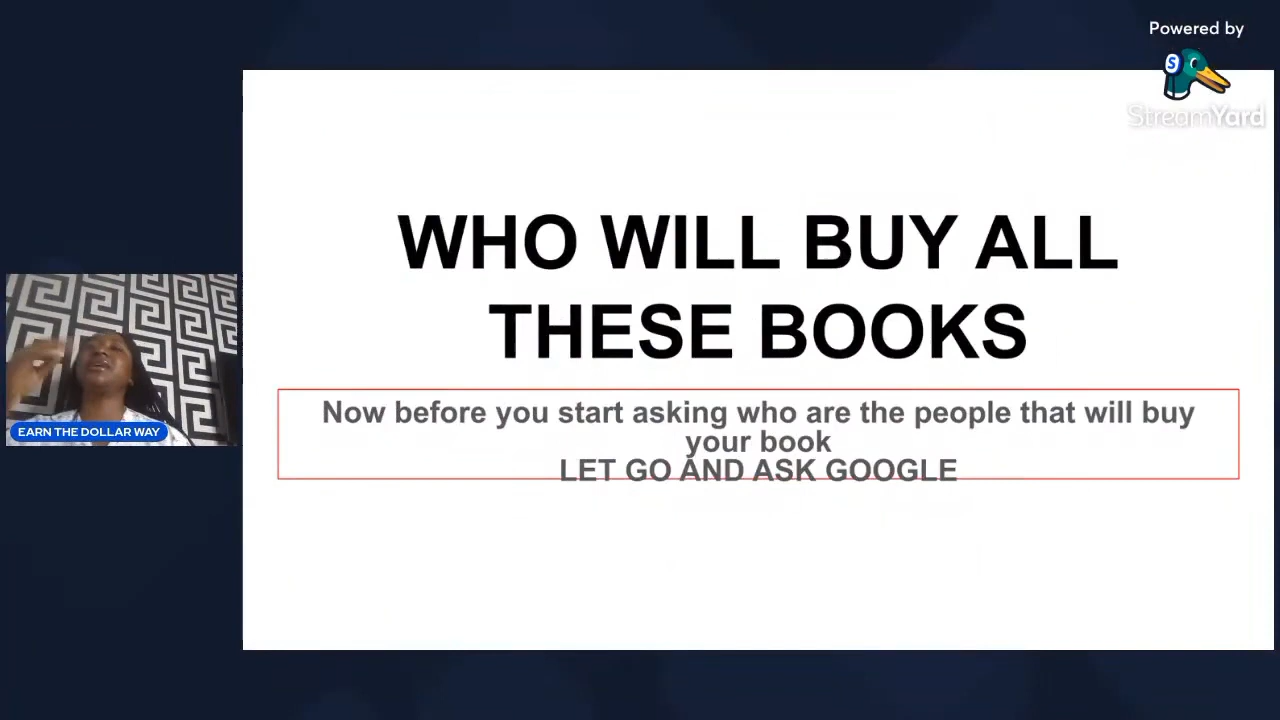 Powered by
StreamYard
WHO WILL BUY ALL
THESE BOOKS
Now before you start asking who are the people that will buy
your book
LET GO AND ASK GOOGLE
EARN THE DOLLAR WAY